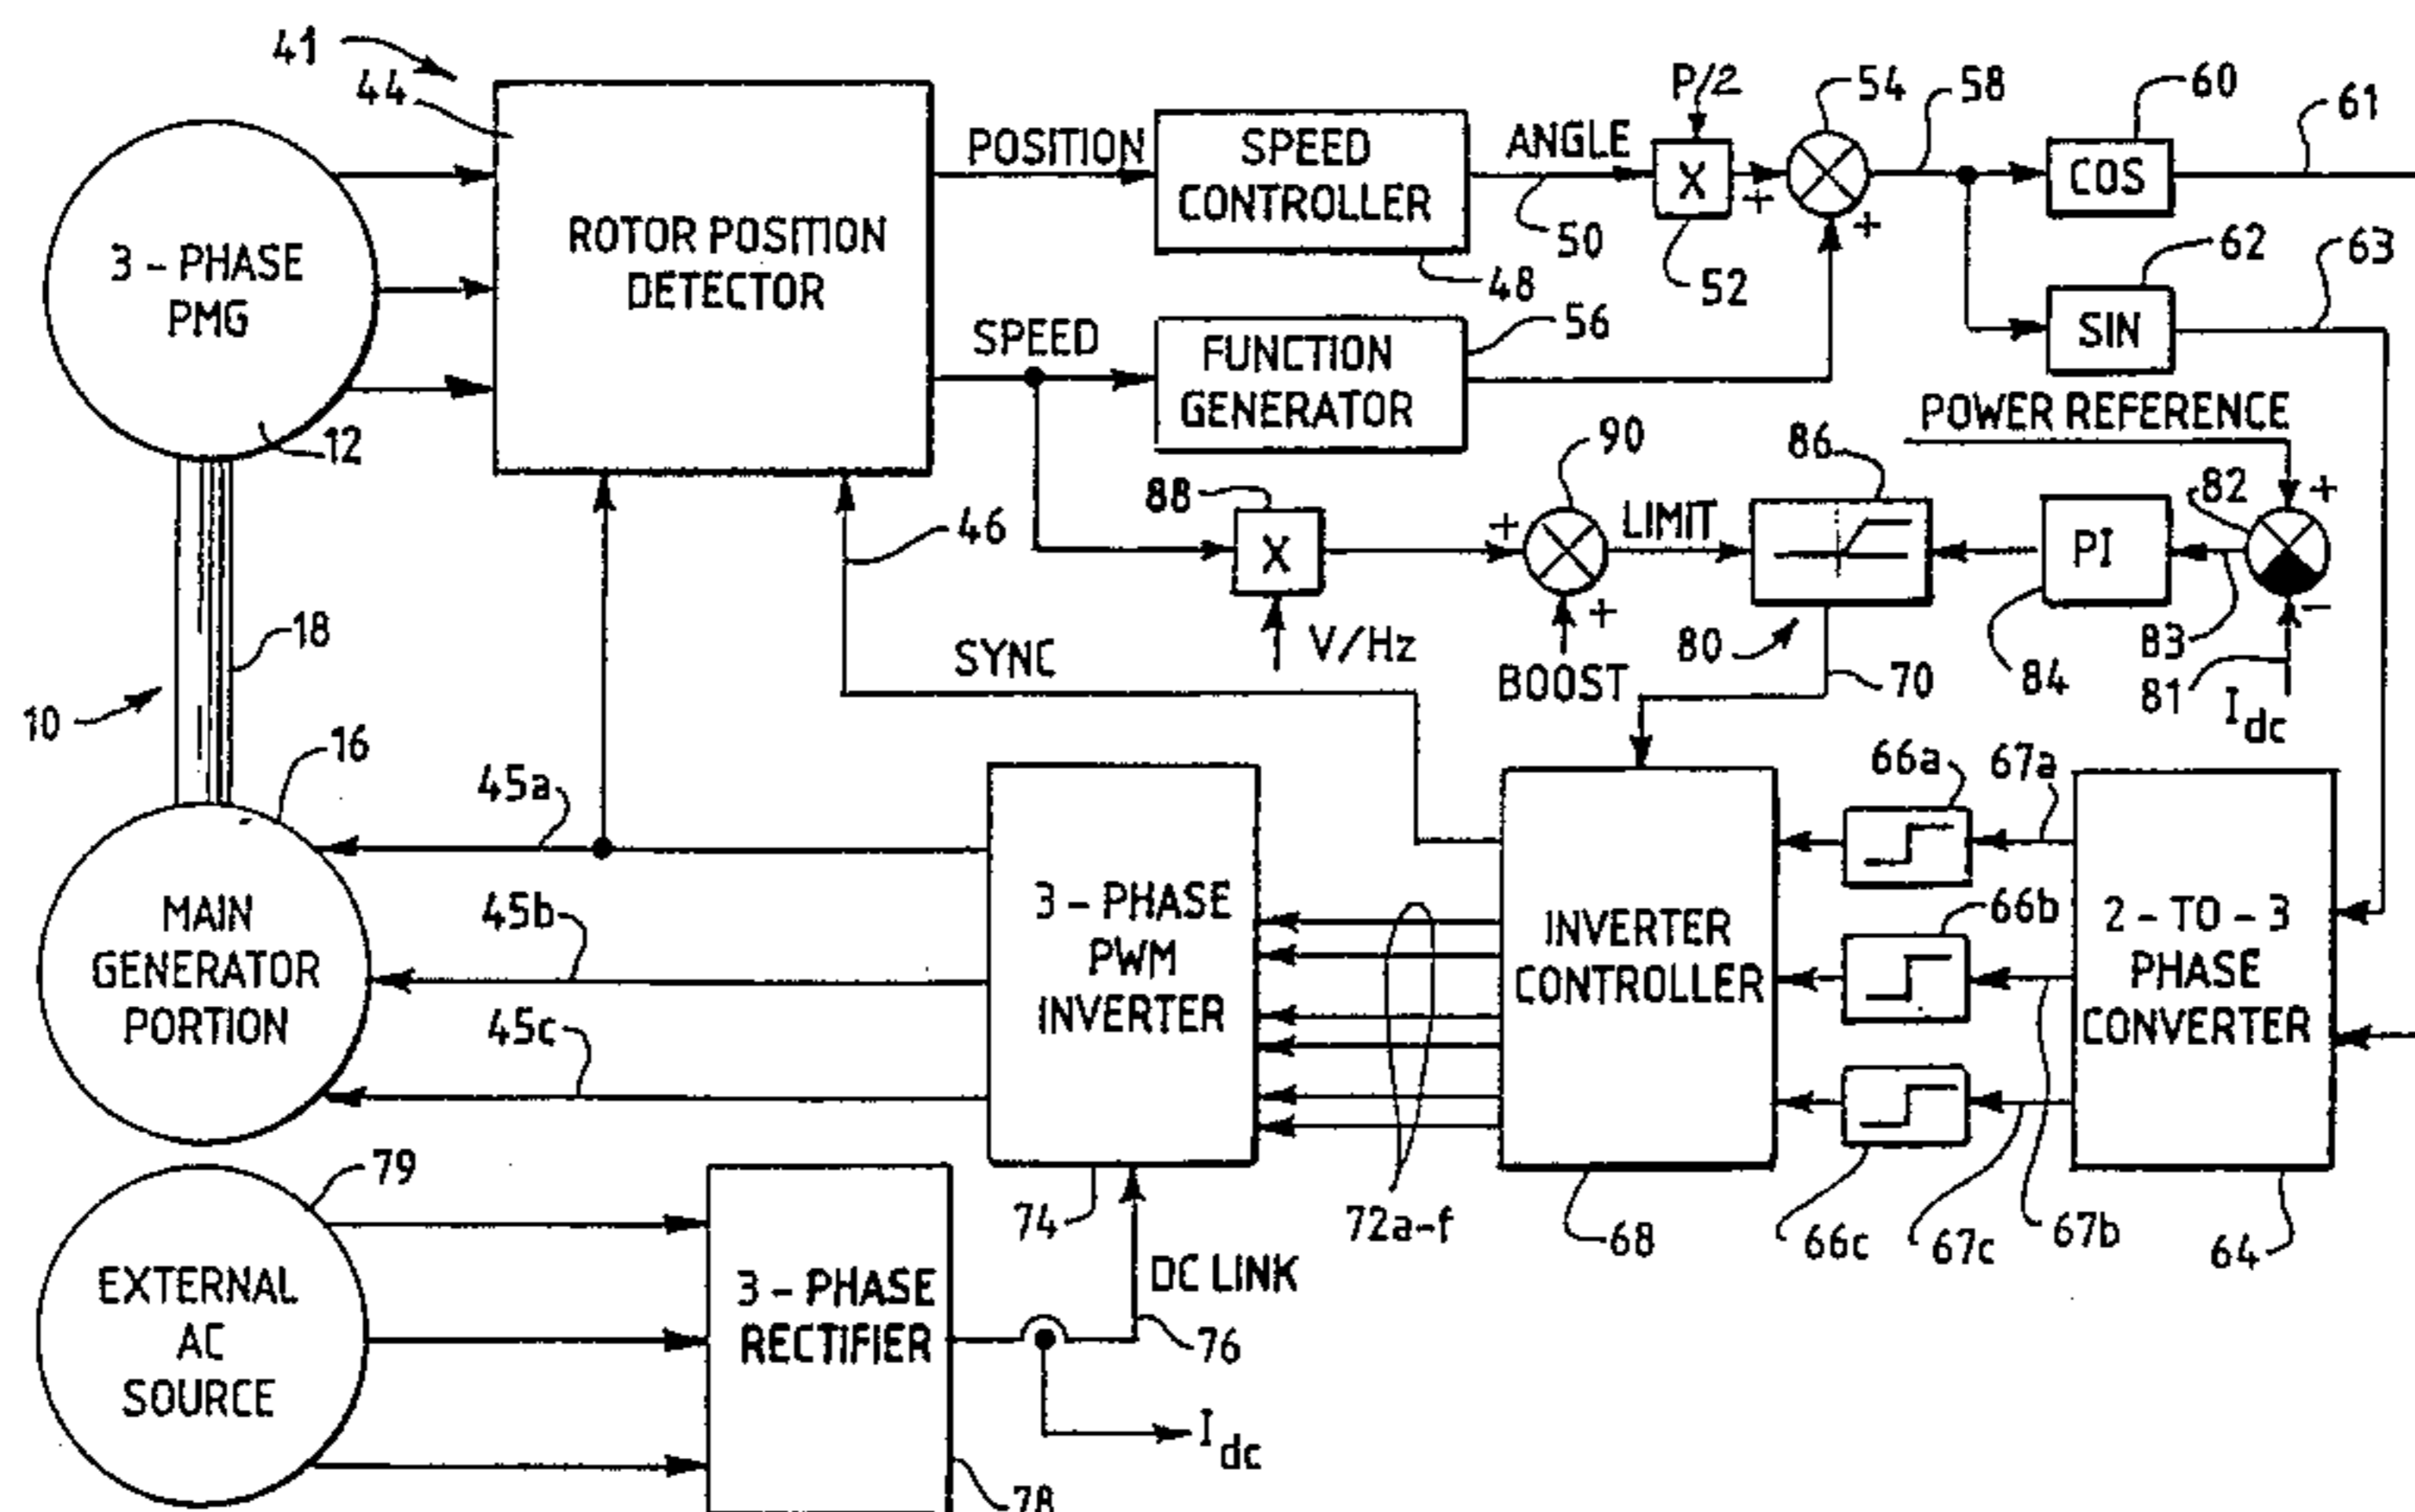 41
44
3 - PHASE
PMG
12
ROTOR POSITION
DETECTOR
POSITION
SPEED
CONTROLLER
48
ANGLE
50
P/2
X
52
+
54
+
58
60
COS
61
62
SIN
63
SPEED
FUNCTION
GENERATOR
56
POWER REFERENCE
88
X
V/Hz
+
90
+
BOOST
LIMIT
86
80
70
PI
84
83
82
+
-
81
Idc
46
SYNC
18
10
16
MAIN
GENERATOR
PORTION
45a
45b
45c
3 - PHASE
PWM
INVERTER
74
72a-f
INVERTER
CONTROLLER
68
66a
67a
66b
66c
67c
67b
2 - TO - 3
PHASE
CONVERTER
64
79
EXTERNAL
AC
SOURCE
3 - PHASE
RECTIFIER
78
DC LINK
76
Idc